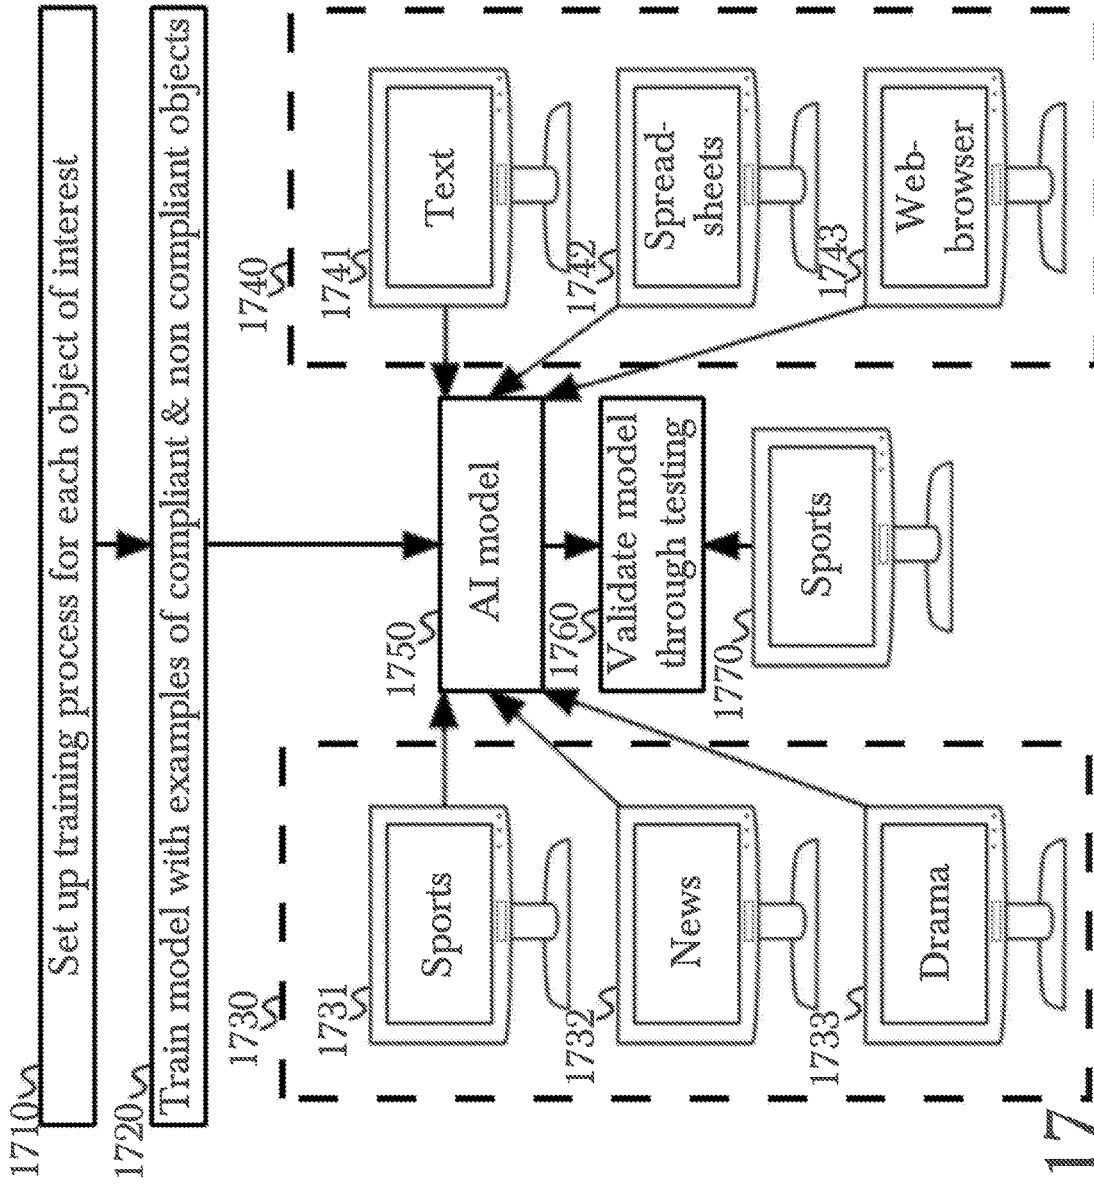 1710
Set up training process for each object of interest
1720
Train model with examples of compliant & non compliant objects
1730
1740
1731
Sports
1750
AI model
1741
Text
1732
News
1760
Validate model
through testing
1742
Spread-
sheets
1733
Drama
1770
Sports
1743
Web-
browser
17